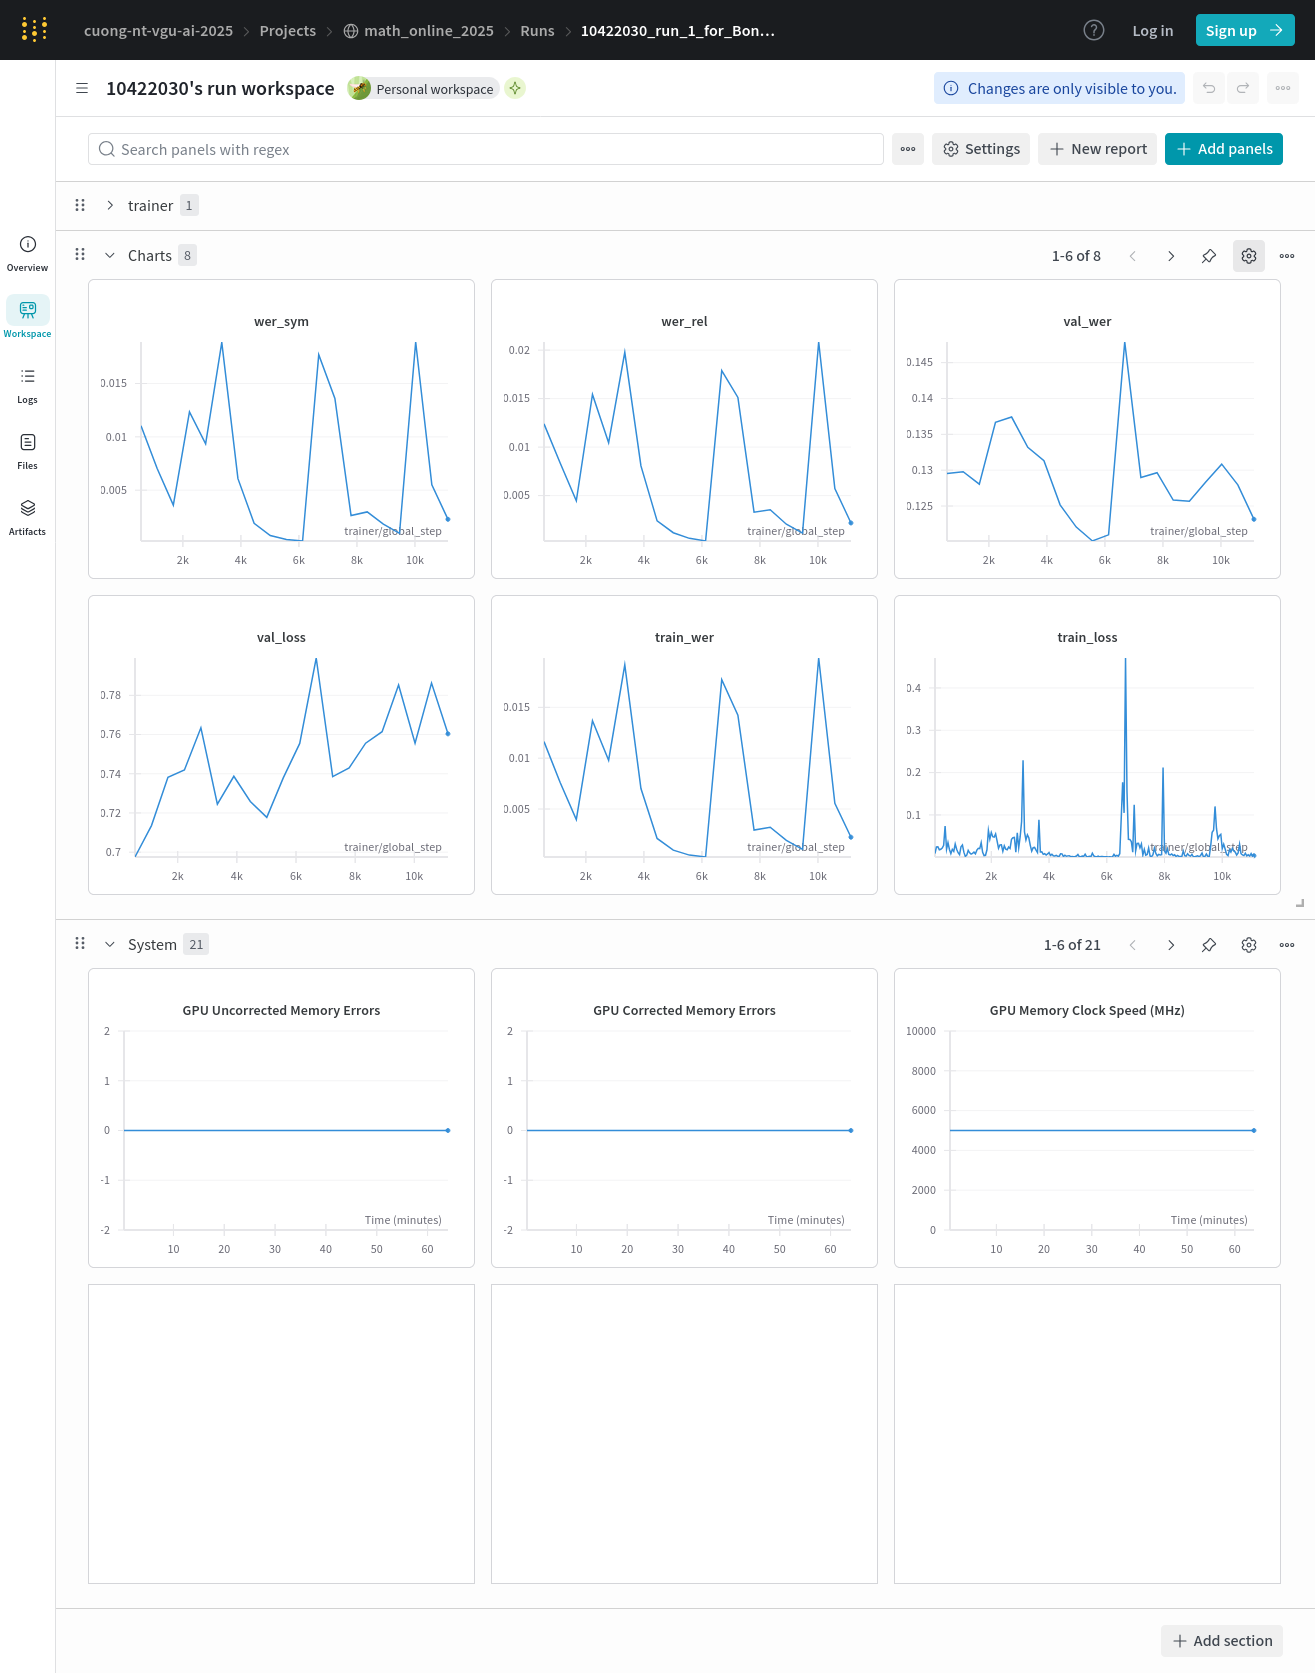 cuong-nt-vgu-ai-2025 > Projects > math_online_2025 > Runs > 10422030_run_1_for_Bon...
Log in
Sign up
10422030's run workspace
Personal workspace
Changes are only visible to you.
Search panels with regex
Settings
New report
Add panels
Overview
Workspace
Logs
Files
Artifacts
trainer 1
Charts 8
1-6 of 8
wer_sym
0.015
0.01
0.005
trainer/global_step
2k 4k 6k 8k 10k
wer_rel
0.02
0.015
0.01
0.005
trainer/global_step
2k 4k 6k 8k 10k
val_wer
0.145
0.14
0.135
0.13
0.125
trainer/global_step
2k 4k 6k 8k 10k
val_loss
0.78
0.76
0.74
0.72
0.7
trainer/global_step
2k 4k 6k 8k 10k
train_wer
0.015
0.01
0.005
trainer/global_step
2k 4k 6k 8k 10k
train_loss
0.4
0.3
0.2
0.1
trainer/global_step
2k 4k 6k 8k 10k
System 21
1-6 of 21
GPU Uncorrected Memory Errors
2
1
0
-1
-2
Time (minutes)
10 20 30 40 50 60
GPU Corrected Memory Errors
2
1
0
-1
-2
Time (minutes)
10 20 30 40 50 60
GPU Memory Clock Speed (MHz)
10000
8000
6000
4000
2000
0
Time (minutes)
10 20 30 40 50 60
Add section